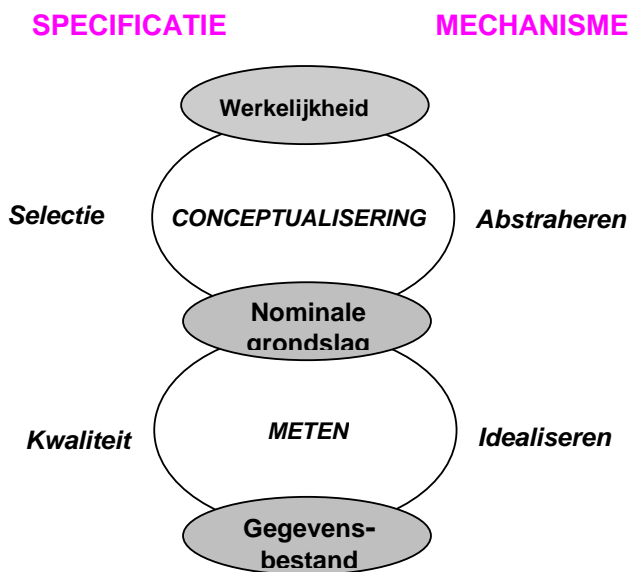 SPECIFICATIE MECHANISME
Werkelijkheid
Selectie CONCEPTUALISERING Abstraheren
Nominale
grondslag
Kwaliteit METEN Idealiseren
Gegevens-
bestand